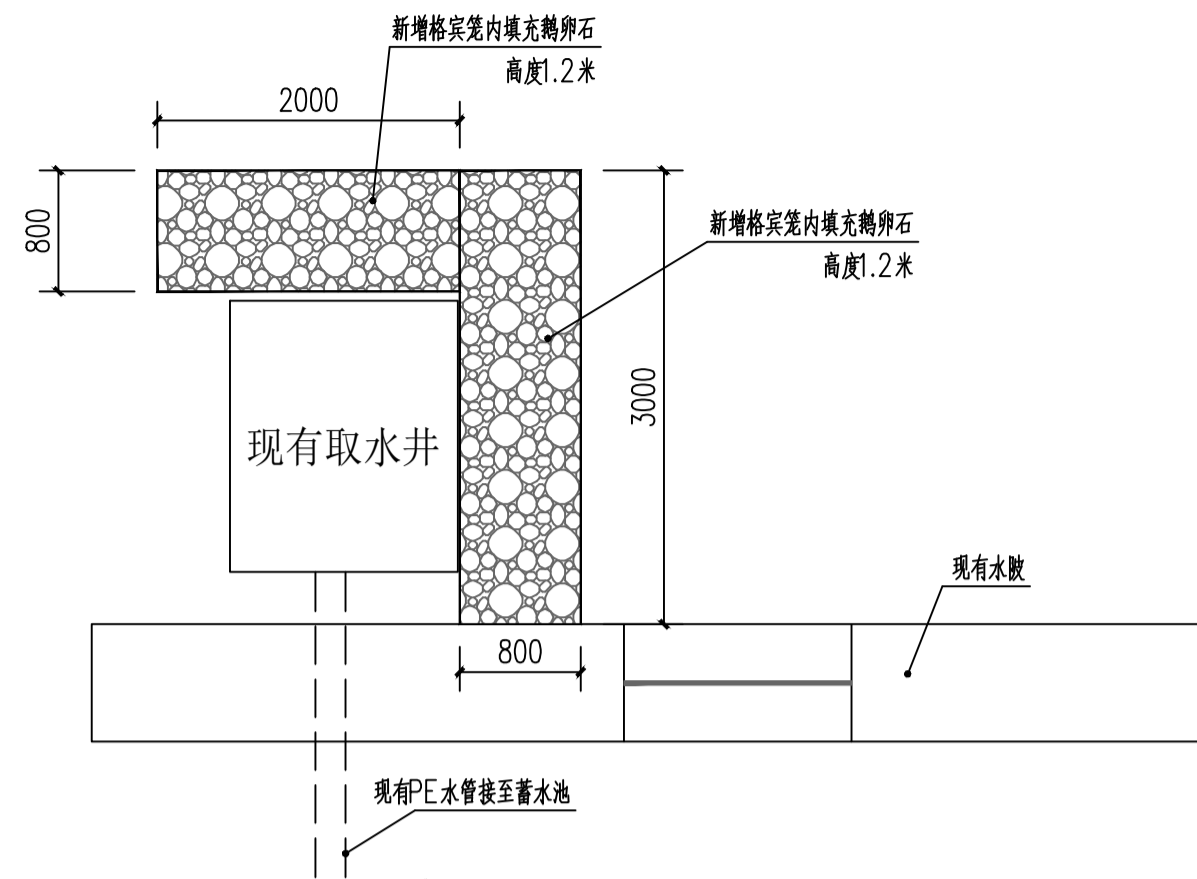 新增格宾笼内填充鹅卵石
高度1.2米
2000
800
新增格宾笼内填充鹅卵石
高度1.2米
3000
现有取水井
现有水陂
800
现有PE水管接至蓄水池